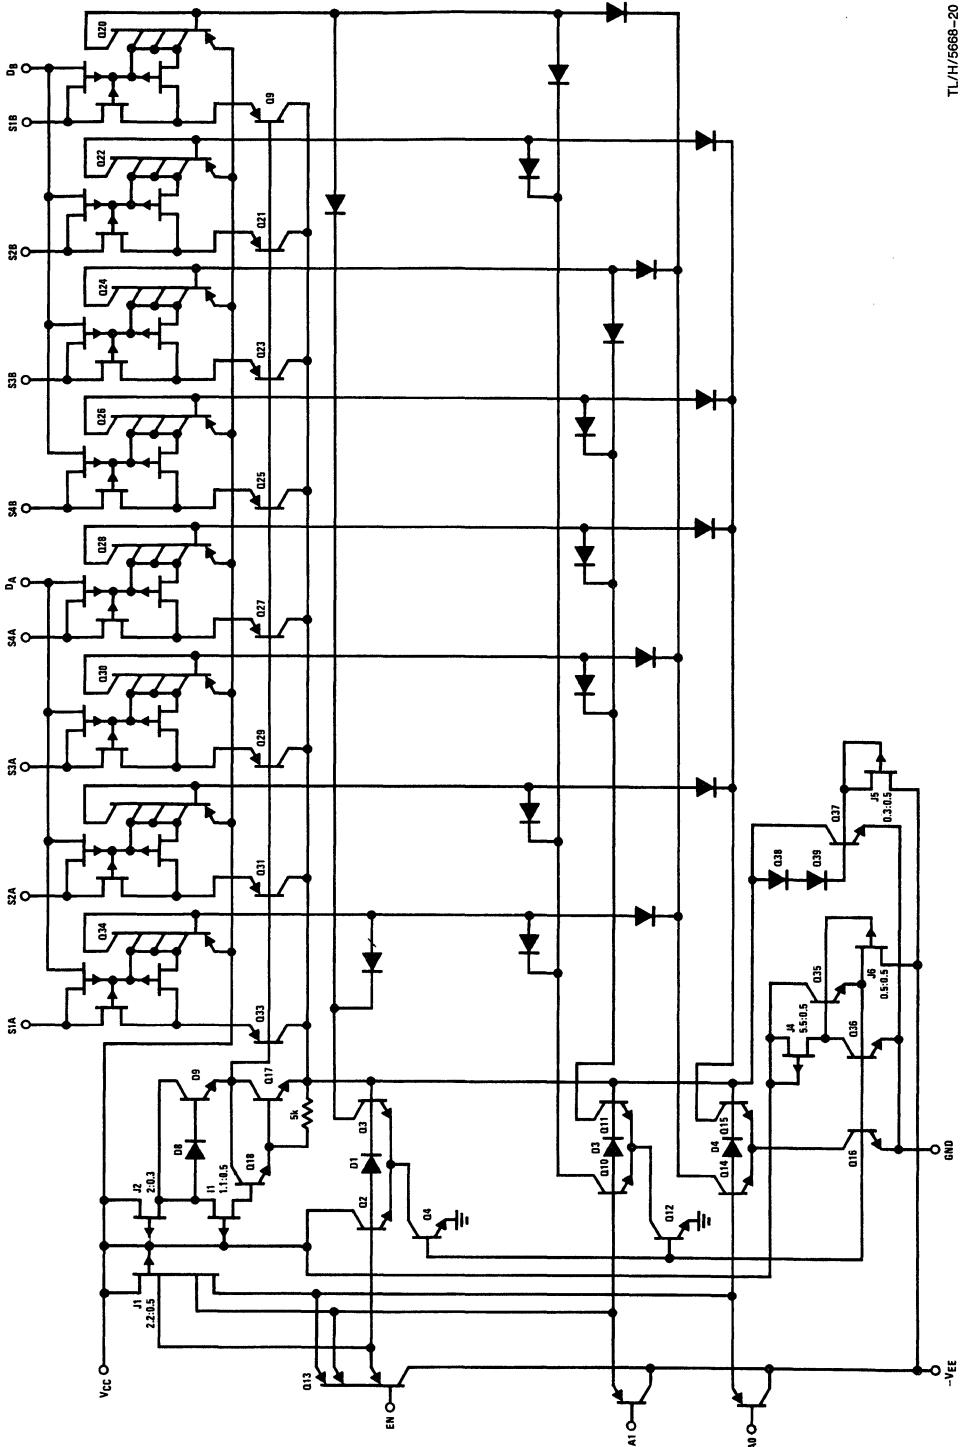 TL/H/5668–20
DB
S1B
Q20
Q9
S2B
Q22
Q21
S3B
Q24
Q23
S4B
Q26
Q25
DA
S4A
Q28
Q27
S3A
Q30
Q29
S2A
Q31
S1A
Q34
Q33
VCC
J1
2.2:0.5
J2
2:0.3
J1
1.1:0.5
D8
D9
Q18
Q17
5k
Q13
EN
Q2
D1
Q3
Q4
A1
Q10
D3
Q11
Q12
A0
Q14
D4
Q15
Q16
J4
5.5:0.5
Q35
Q36
J6
0.5:0.5
Q38
Q39
Q37
J5
0.3:0.5
GND
-VEE